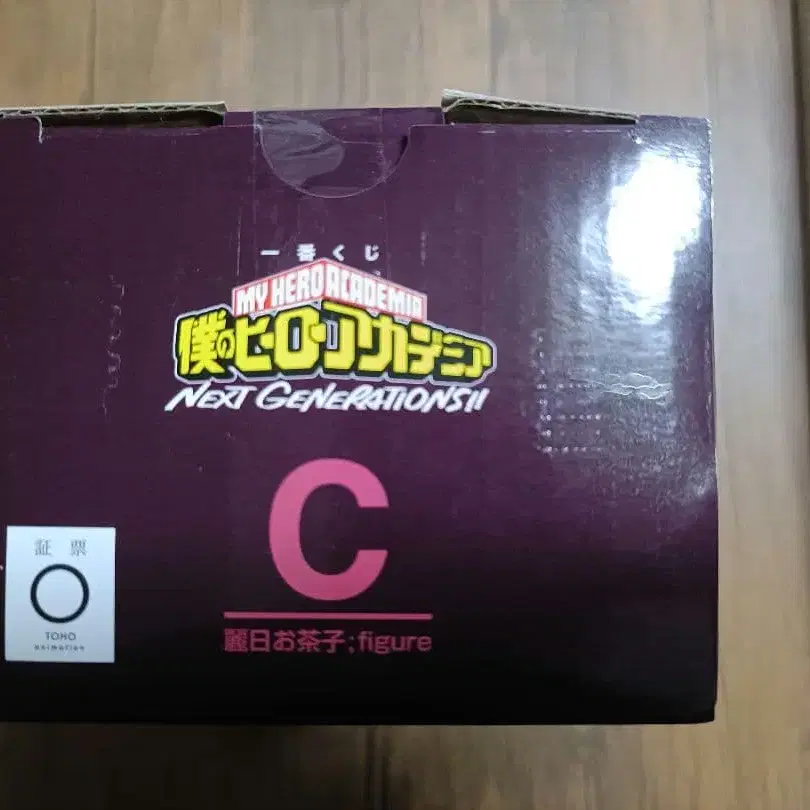 一番くじ
MY HERO ACADEMIA
僕のヒーローアカデミア
NEXT GENERATIONS!!
C
麗日お茶子;figure
証 票
TOHO
animation